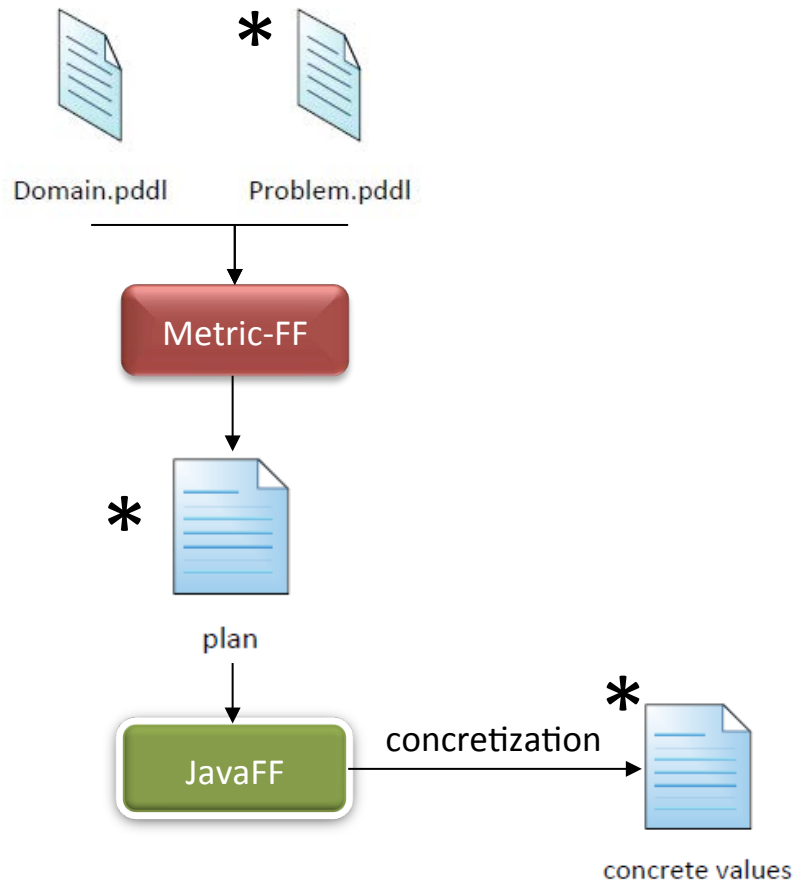 *
Domain.pddl
Problem.pddl
Metric-FF
*
plan
*
concretization
JavaFF
concrete values